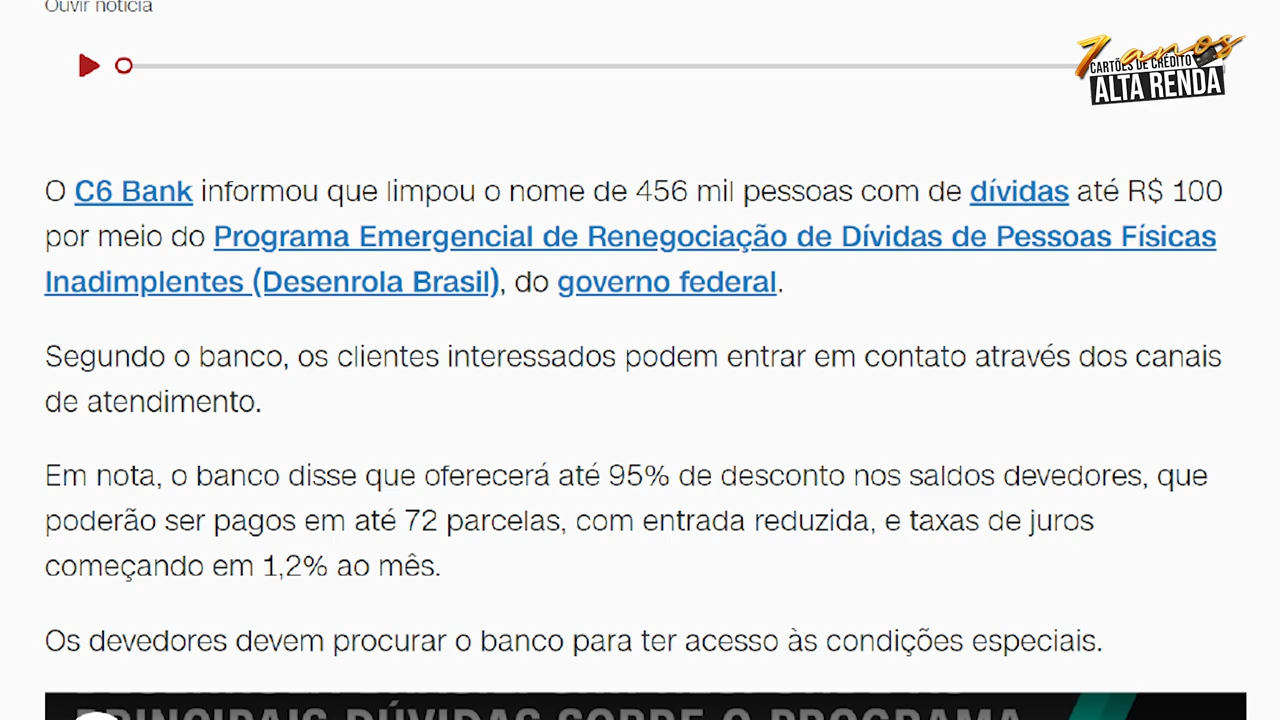 Ouvir notícia
7 anos
CARTÕES DE CRÉDITO
ALTA RENDA
O C6 Bank informou que limpou o nome de 456 mil pessoas com de dívidas até R$ 100
por meio do Programa Emergencial de Renegociação de Dívidas de Pessoas Físicas
Inadimplentes (Desenrola Brasil), do governo federal.
Segundo o banco, os clientes interessados podem entrar em contato através dos canais
de atendimento.
Em nota, o banco disse que oferecerá até 95% de desconto nos saldos devedores, que
poderão ser pagos em até 72 parcelas, com entrada reduzida, e taxas de juros
começando em 1,2% ao mês.
Os devedores devem procurar o banco para ter acesso às condições especiais.
PRINCIPAIS DÚVIDAS SOBRE O PROGRAMA